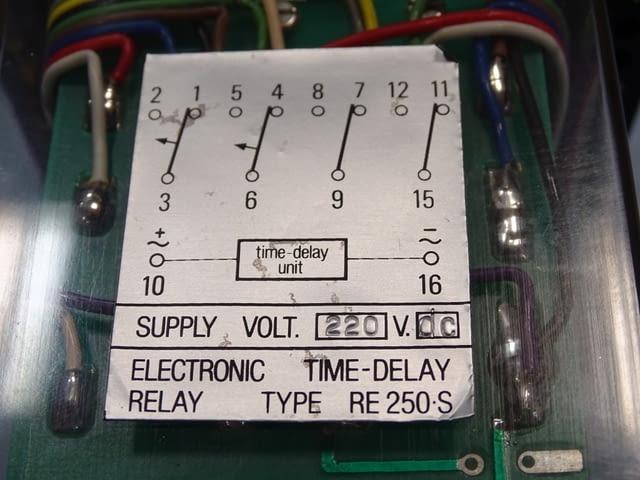 2 1 5 4 8 7 12 11
3 6 9 15
+ −
~ ~
time-delay
unit
10 16
SUPPLY VOLT. 220 V. dc
ELECTRONIC TIME-DELAY
RELAY TYPE RE 250·S